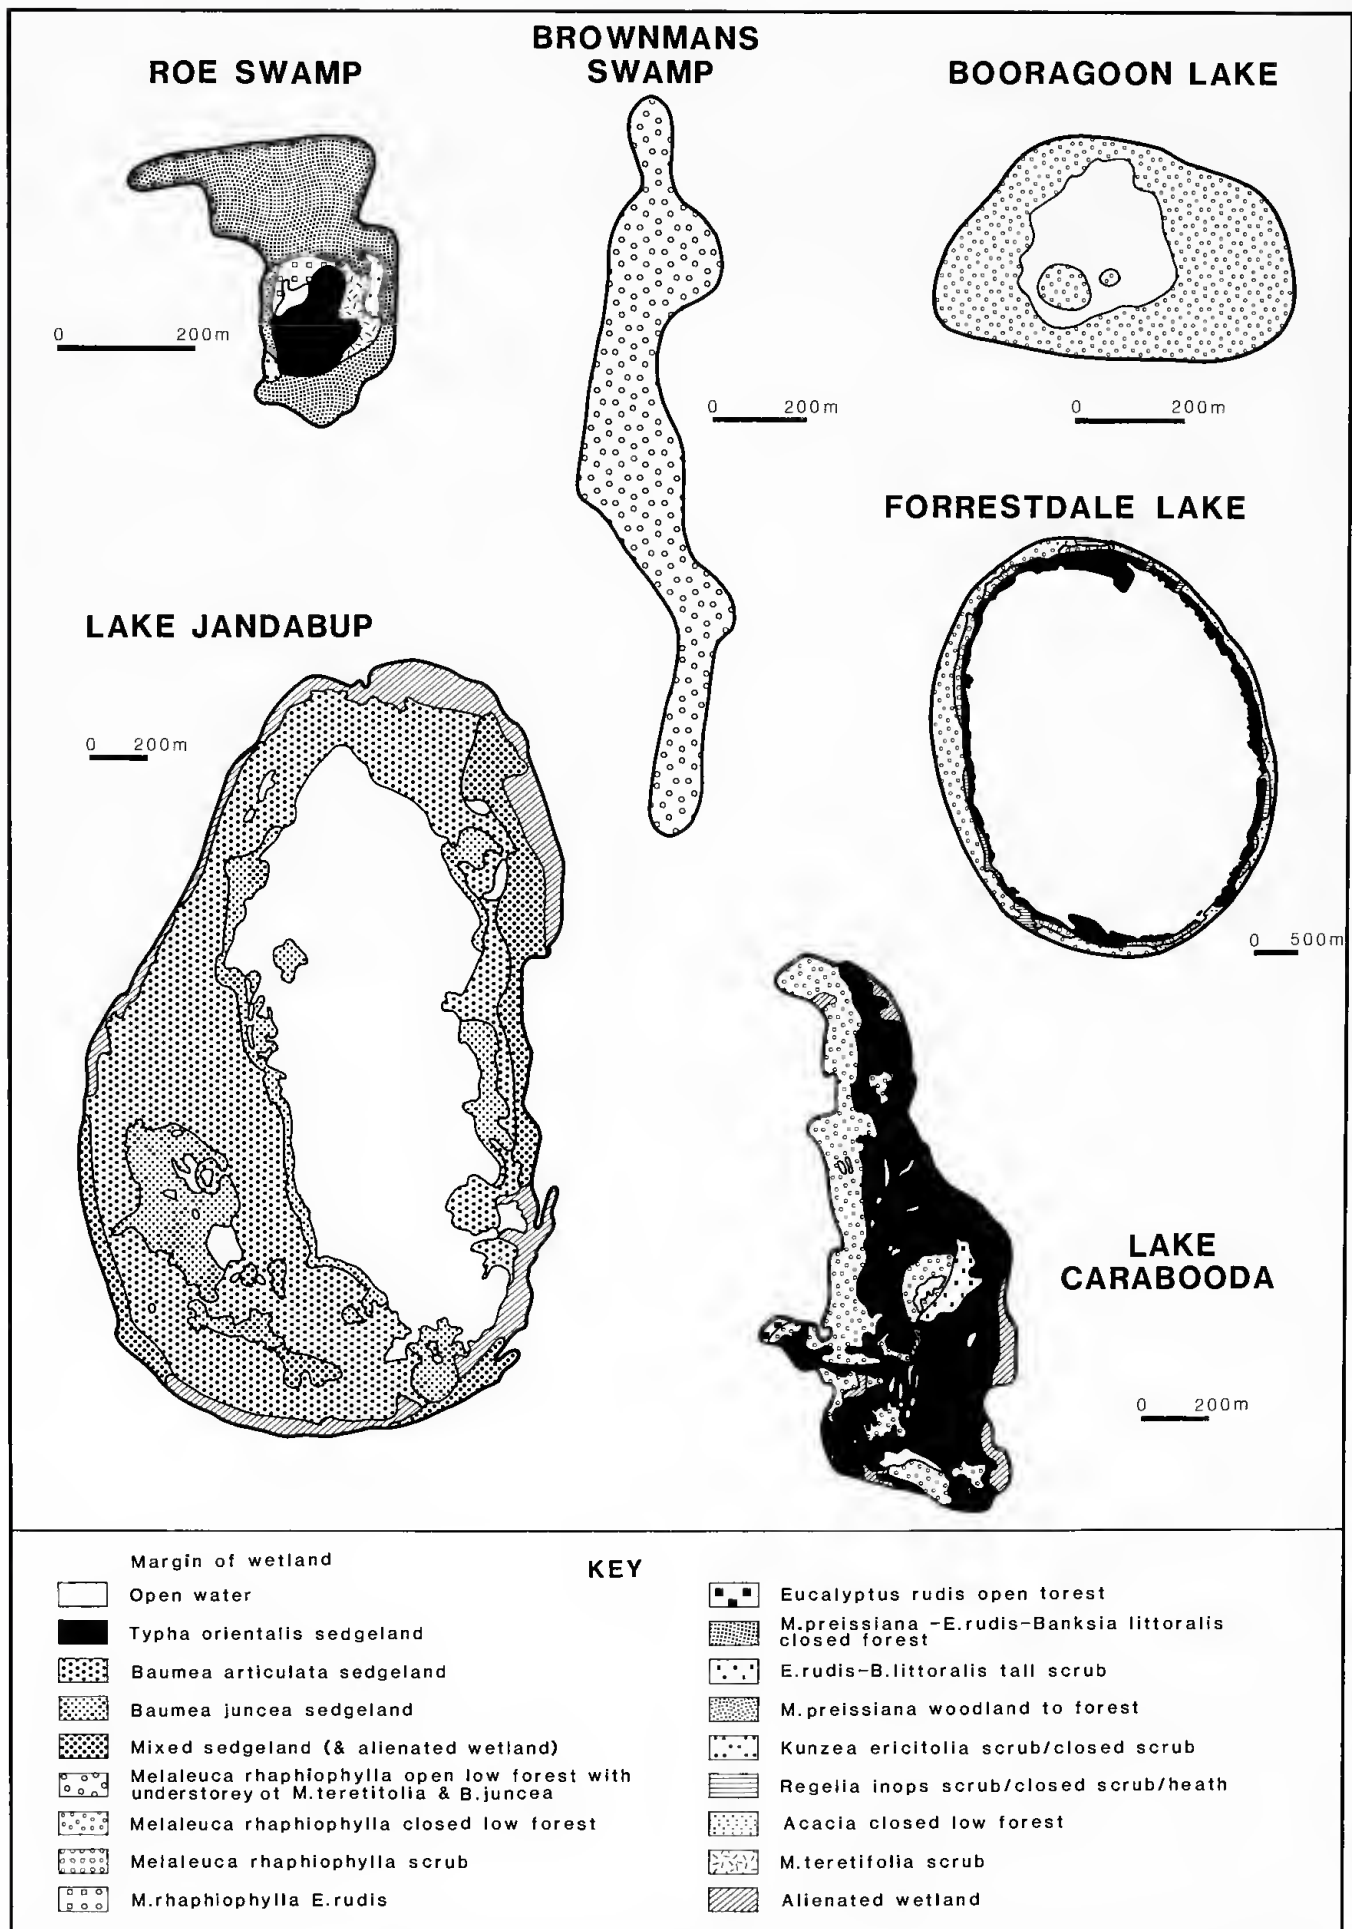 ROE SWAMP
BROWNMANS
SWAMP
BOORAGOON LAKE
0 200m
0 200m
0 200m
FORRESTDALE LAKE
LAKE JANDABUP
0 200m
0 500m
LAKE
CARABOODA
0 200m
KEY
Margin of wetland
Open water
Typha orientalis sedgeland
Baumea articulata sedgeland
Baumea juncea sedgeland
Mixed sedgeland (& alienated wetland)
Melaleuca rhaphiophylla open low forest with
understorey ot M.teretitolia & B.juncea
Melaleuca rhaphiophylla closed low forest
Melaleuca rhaphiophylla scrub
M.rhaphiophylla E.rudis
Eucalyptus rudis open torest
M.preissiana -E.rudis-Banksia littoralis
closed forest
E.rudis-B.littoralis tall scrub
M.preissiana woodland to forest
Kunzea ericitolia scrub/closed scrub
Regelia inops scrub/closed scrub/heath
Acacia closed low forest
M.teretifolia scrub
Alienated wetland